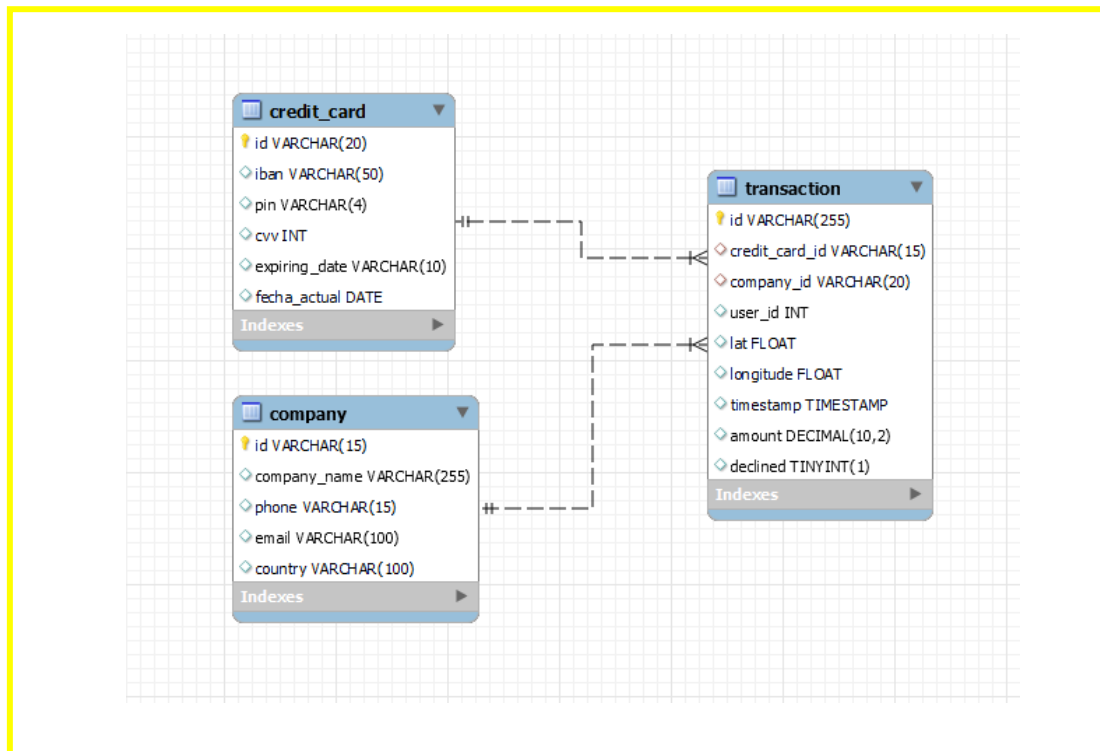 credit_card
id VARCHAR(20)
iban VARCHAR(50)
pin VARCHAR(4)
cvv INT
expiring_date VARCHAR(10)
fecha_actual DATE
Indexes
company
id VARCHAR(15)
company_name VARCHAR(255)
phone VARCHAR(15)
email VARCHAR(100)
country VARCHAR(100)
Indexes
transaction
id VARCHAR(255)
credit_card_id VARCHAR(15)
company_id VARCHAR(20)
user_id INT
lat FLOAT
longitude FLOAT
timestamp TIMESTAMP
amount DECIMAL(10,2)
declined TINYINT(1)
Indexes